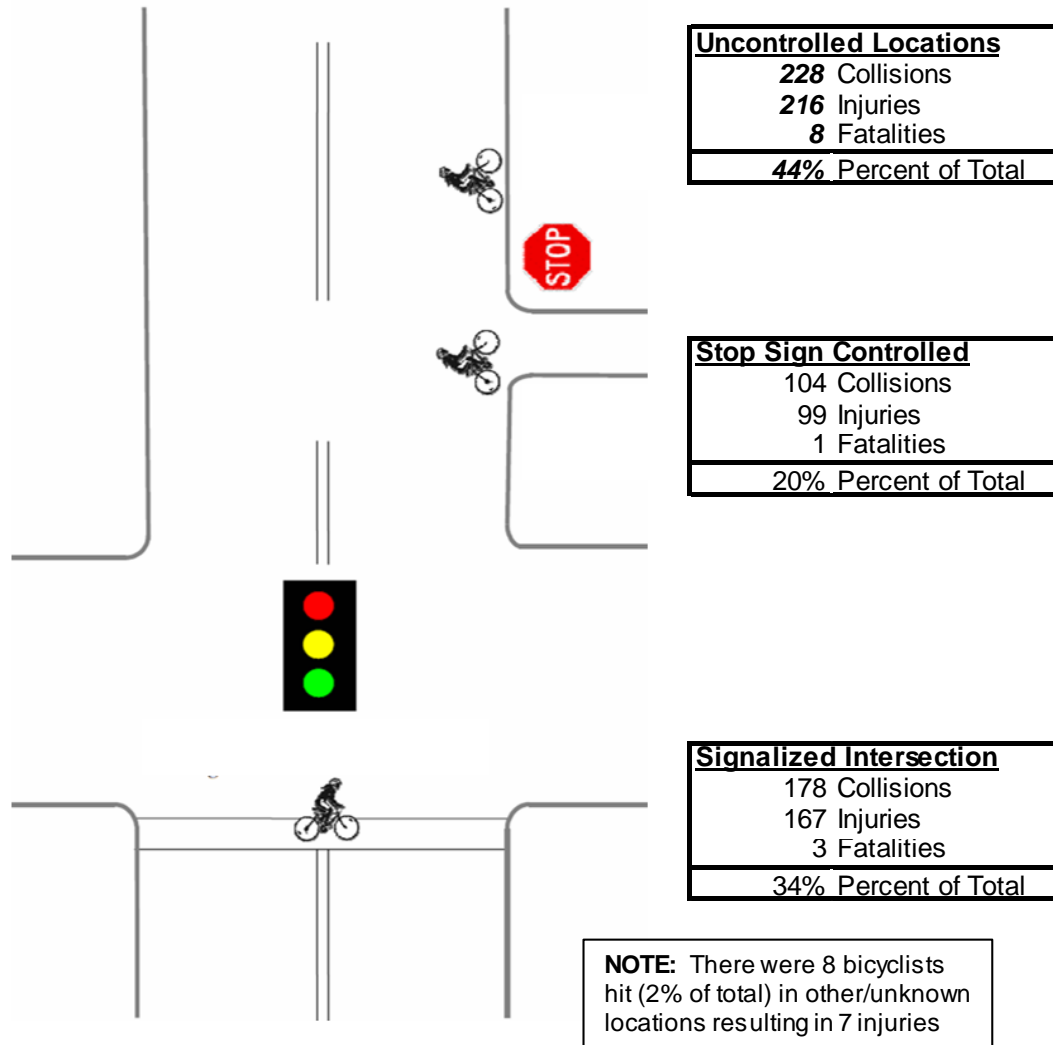 Uncontrolled Locations
228 Collisions
216 Injuries
8 Fatalities
44% Percent of Total
STOP
Stop Sign Controlled
104 Collisions
99 Injuries
1 Fatalities
20% Percent of Total
Signalized Intersection
178 Collisions
167 Injuries
3 Fatalities
34% Percent of Total
NOTE: There were 8 bicyclists
hit (2% of total) in other/unknown
locations resulting in 7 injuries